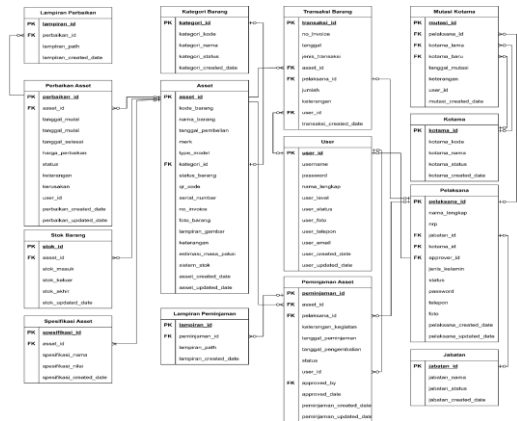 Lampiran Perbaikan
PK lampiran_id
FK perbaikan_id
lampiran_path
lampiran_created_date
Kategori Barang
PK kategori_id
kategori_kode
kategori_nama
kategori_status
kategori_created_date
Transaksi Barang
PK transaksi_id
no_invoice
tanggal
jenis_transaksi
FK asset_id
FK pelaksana_id
jumlah
keterangan
FK user_id
transaksi_created_date
Mutasi Kotama
PK mutasi_id
FK pelaksana_id
FK kotama_lama
FK kotama_baru
tanggal_mutasi
keterangan
user_id
mutasi_created_date
Perbaikan Asset
PK perbaikan_id
FK asset_id
tanggal_mulai
tanggal_mulai
tanggal_selesai
harga_perbaikan
status
keterangan
kerusakan
user_id
perbaikan_created_date
perbaikan_updated_date
Asset
PK asset_id
kode_barang
nama_barang
tanggal_pembelian
merk
type_model
FK kategori_id
status_barang
qr_code
serial_number
no_invoice
foto_barang
lampiran_gambar
keterangan
estimasi_masa_pakai
sistem_stok
asset_created_date
asset_updated_date
User
PK user_id
username
password
nama_lengkap
user_level
user_status
user_foto
user_telepon
user_email
created_date
updated_date
Kotama
PK kotama_id
kotama_kode
kotama_nama
kotama_status
kotama_created_date
Pelaksana
PK pelaksana_id
nama_lengkap
nrp
FK jabatan_id
FK kotama_id
FK approver_id
jenis_kelamin
status
password
telepon
foto
pelaksana_created_date
pelaksana_updated_date
Stok Barang
PK stok_id
FK asset_id
stok_masuk
stok_keluar
stok_akhir
stok_updated_date
Spesifikasi Asset
PK spesifikasi_id
FK asset_id
spesifikasi_nama
spesifikasi_nilai
spesifikasi_created_date
Lampiran Peminjaman
PK lampiran_id
FK peminjaman_id
lampiran_path
lampiran_created_date
Peminjaman Asset
PK peminjaman_id
FK asset_id
FK pelaksana_id
keterangan_kegiatan
tanggal_peminjaman
tanggal_pengembalian
status
user_id
FK approved_by
approved_date
peminjaman_created_date
peminjaman_updated_date
Jabatan
PK jabatan_id
jabatan_nama
jabatan_status
jabatan_created_date